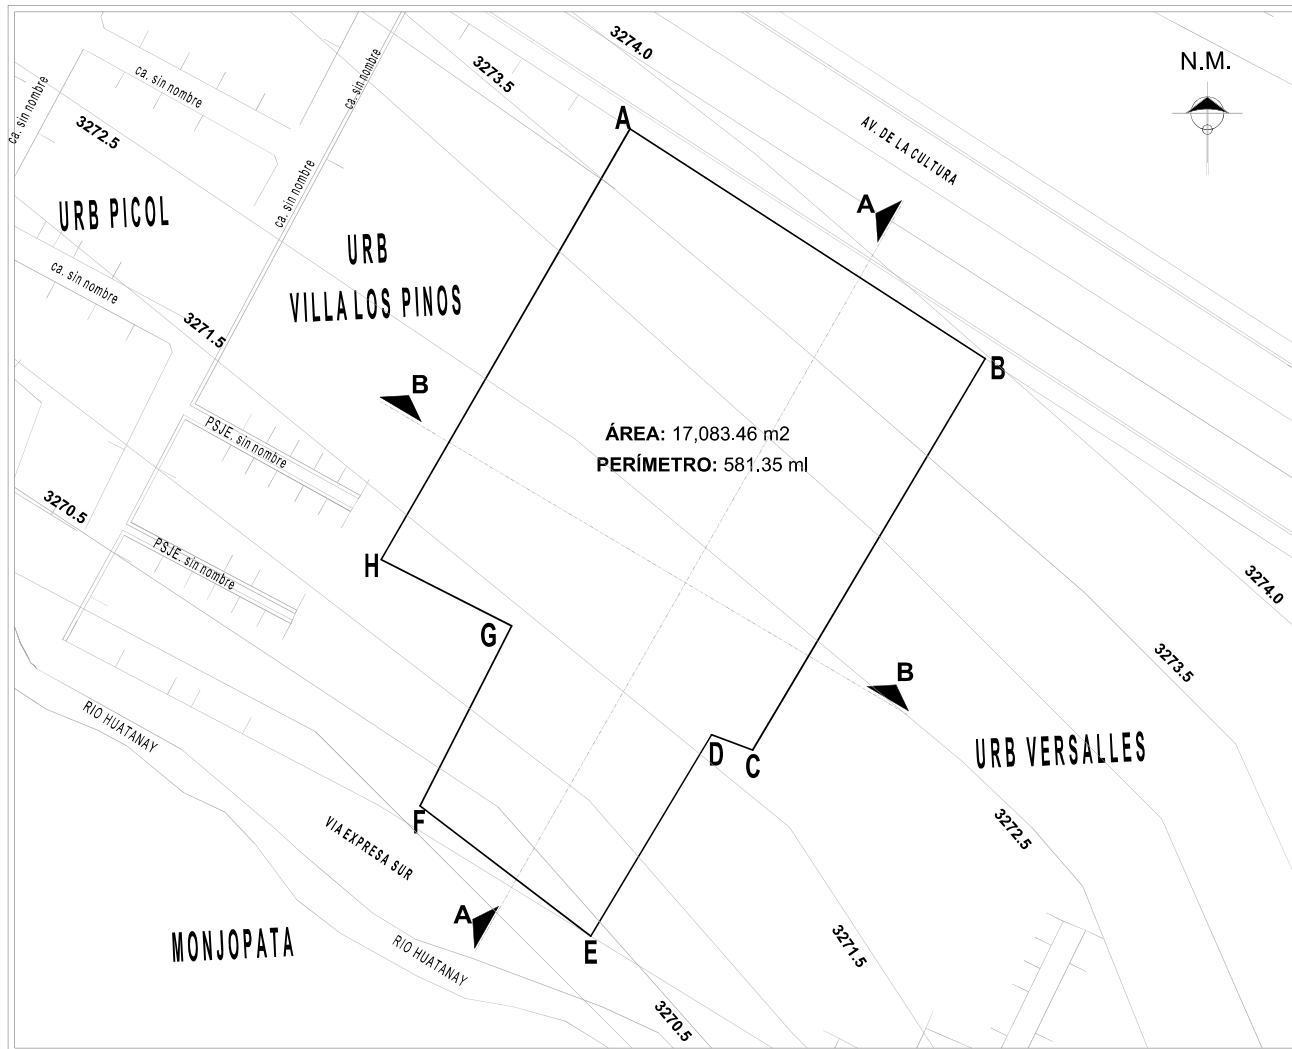 3274.0
N.M.
3273.5
ca. sin nombre
ca. sin nombre
ca. sin nombre
A
AV. DE LA CULTURA
3272.5
ca. sin nombre
A
URB PICOL
URB
VILLA LOS PINOS
ca. sin nombre
3271.5
B
B
PSJE. sin nombre
ÁREA: 17,083.46 m2
PERÍMETRO: 581.35 ml
3270.5
PSJE. sin nombre
H
3274.0
G
3273.5
B
RIO HUATANAY
D
C
URB VERSALLES
F
VIA EXPRESA SUR
3272.5
A
MONJOPATA
RIO HUATANAY
E
3271.5
3270.5